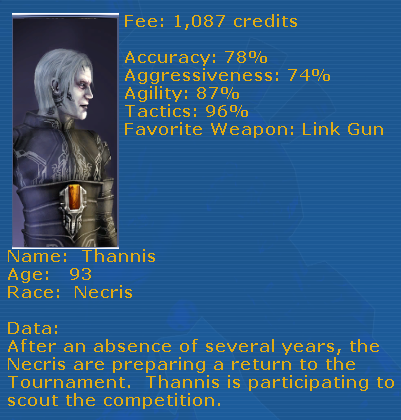 Fee: 1,087 credits
Accuracy: 78%
Aggressiveness: 74%
Agility: 87%
Tactics: 96%
Favorite Weapon: Link Gun
Name: Thannis
Age: 93
Race: Necris
Data:
After an absence of several years, the
Necris are preparing a return to the
Tournament. Thannis is participating to
scout the competition.